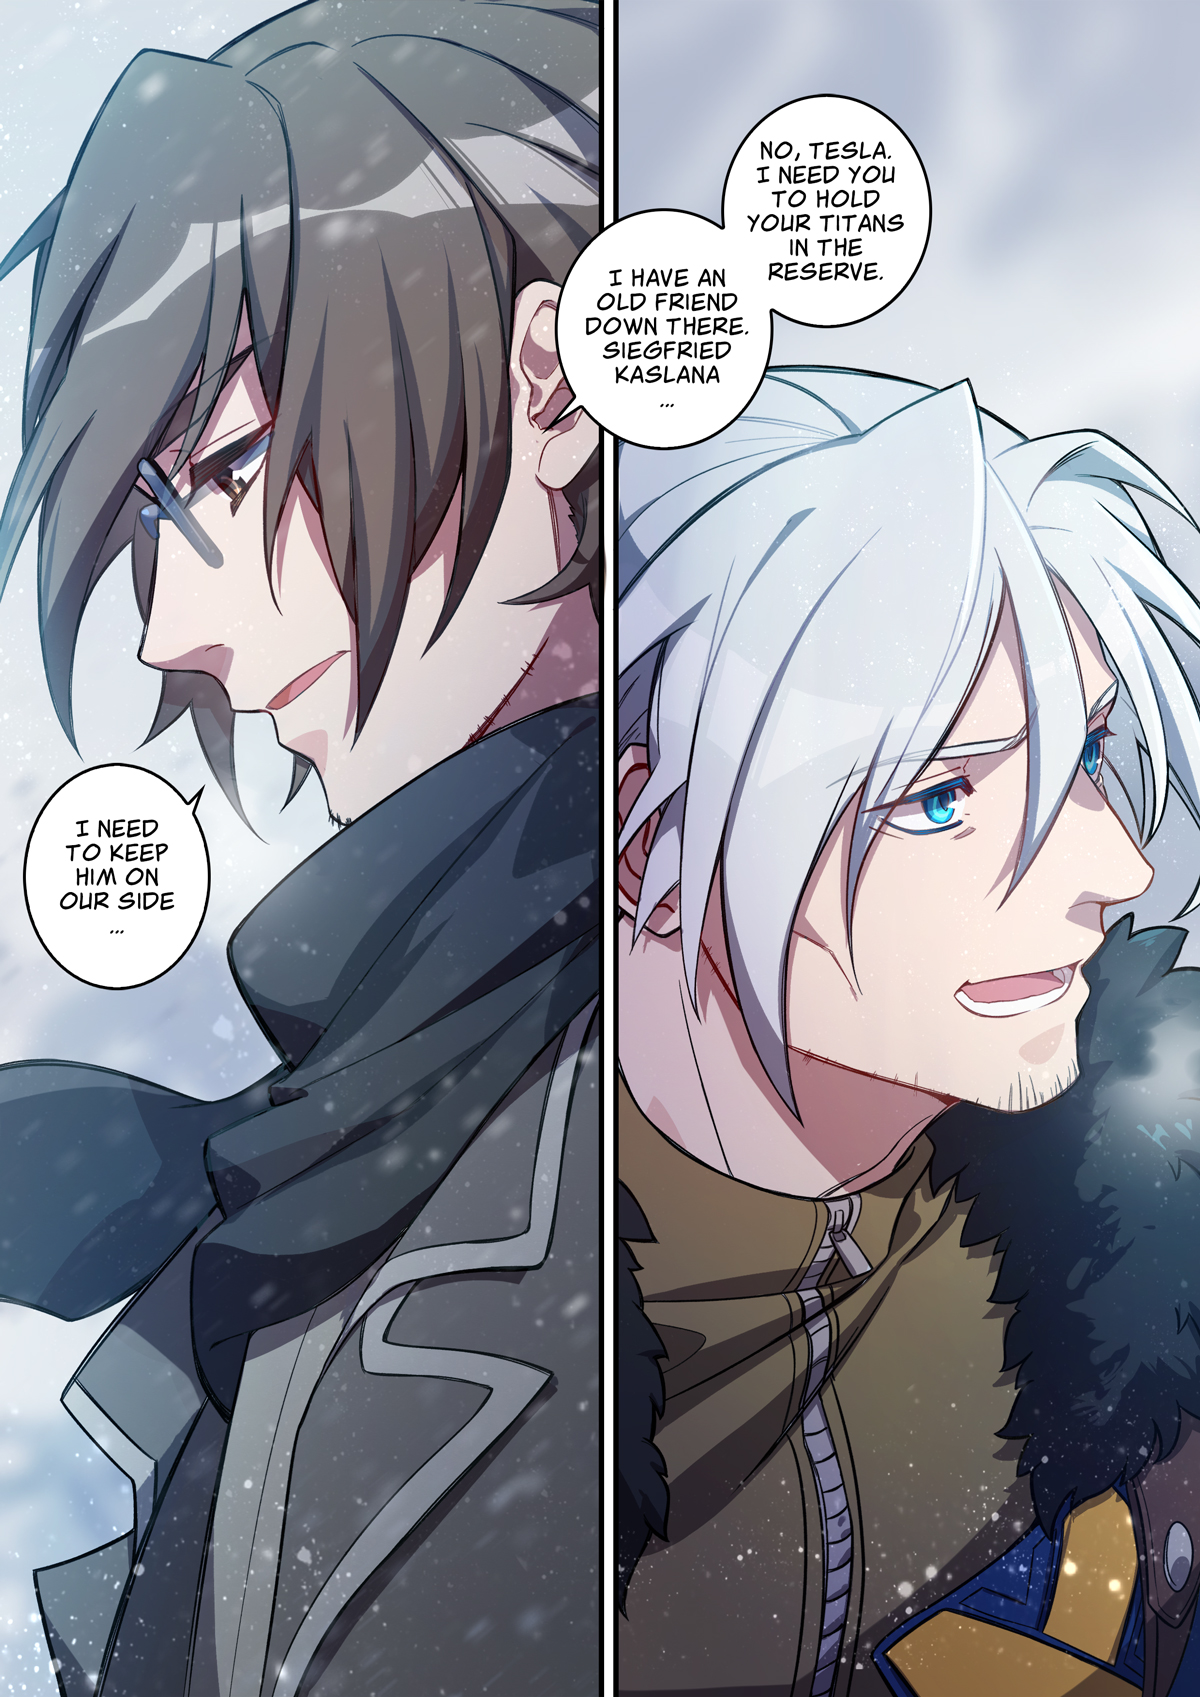 NO, TESLA.
I NEED YOU
TO HOLD
YOUR TITANS
IN THE
RESERVE.
I HAVE AN
OLD FRIEND
DOWN THERE.
SIEGFRIED
KASLANA
...
I NEED
TO KEEP
HIM ON
OUR SIDE
...